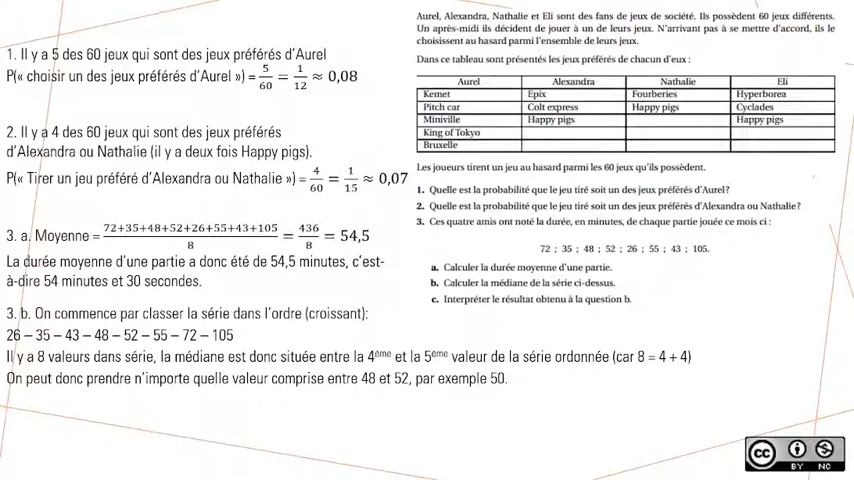 1. Il y a 5 des 60 jeux qui sont des jeux préférés d'Aurel
P(« choisir un des jeux préférés d'Aurel ») = 5/60 = 1/12 ≈ 0,08
2. Il y a 4 des 60 jeux qui sont des jeux préférés
d'Alexandra ou Nathalie (il y a deux fois Happy pigs).
P(« Tirer un jeu préféré d'Alexandra ou Nathalie ») = 4/60 = 1/15 ≈ 0,07
3. a. Moyenne = 72+35+48+52+26+55+43+105/8 = 436/8 = 54,5
La durée moyenne d'une partie a donc été de 54,5 minutes, c'est-
à-dire 54 minutes et 30 secondes.
3. b. On commence par classer la série dans l'ordre (croissant):
26 – 35 – 43 – 48 – 52 – 55 – 72 – 105
Il y a 8 valeurs dans série, la médiane est donc située entre la 4ème et la 5ème valeur de la série ordonnée (car 8 = 4 + 4)
On peut donc prendre n'importe quelle valeur comprise entre 48 et 52, par exemple 50.
Aurel, Alexandra, Nathalie et Eli sont des fans de jeux de société. Ils possèdent 60 jeux différents.
Un après-midi ils décident de jouer à un de leurs jeux. N'arrivant pas à se mettre d'accord, ils le
choisissent au hasard parmi l'ensemble de leurs jeux.
Dans ce tableau sont présentés les jeux préférés de chacun d'eux :
Aurel Alexandra Nathalie Eli
Kemet Epix Fourberies Hyperborea
Pitch car Colt express Happy pigs Cyclades
Miniville Happy pigs Happy pigs
King of Tokyo
Bruxelle
Les joueurs tirent un jeu au hasard parmi les 60 jeux qu'ils possèdent.
1. Quelle est la probabilité que le jeu tiré soit un des jeux préférés d'Aurel?
2. Quelle est la probabilité que le jeu tiré soit un des jeux préférés d'Alexandra ou Nathalie?
3. Ces quatre amis ont noté la durée, en minutes, de chaque partie jouée ce mois ci :
72 ; 35 ; 48 ; 52 ; 26 ; 55 ; 43 ; 105.
a. Calculer la durée moyenne d'une partie.
b. Calculer la médiane de la série ci-dessus.
c. Interpréter le résultat obtenu à la question b.
cc
BY NC